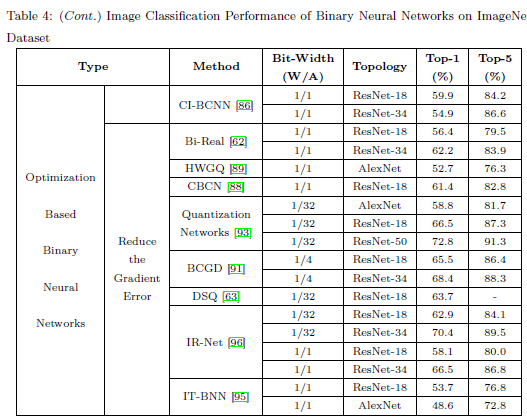 Table 4: (Cont.) Image Classification Performance of Binary Neural Networks on ImageNe
Dataset
Type Method Bit-Width (W/A) Topology Top-1 (%) Top-5 (%)
Optimization Based Binary Neural Networks
CI-BCNN [86] 1/1 ResNet-18 59.9 84.2
1/1 ResNet-34 54.9 86.6
Reduce the Gradient Error
Bi-Real [62] 1/1 ResNet-18 56.4 79.5
1/1 ResNet-34 62.2 83.9
HWGQ [89] 1/1 AlexNet 52.7 76.3
CBCN [88] 1/1 ResNet-18 61.4 82.8
Quantization Networks [93] 1/32 AlexNet 58.8 81.7
1/32 ResNet-18 66.5 87.3
1/32 ResNet-50 72.8 91.3
BCGD [91] 1/4 ResNet-18 65.5 86.4
1/4 ResNet-34 68.4 88.3
DSQ [63] 1/32 ResNet-18 63.7 -
IR-Net [96] 1/32 ResNet-18 62.9 84.1
1/32 ResNet-34 70.4 89.5
1/1 ResNet-18 58.1 80.0
1/1 ResNet-34 66.5 86.8
IT-BNN [95] 1/1 ResNet-18 53.7 76.8
1/1 AlexNet 48.6 72.8